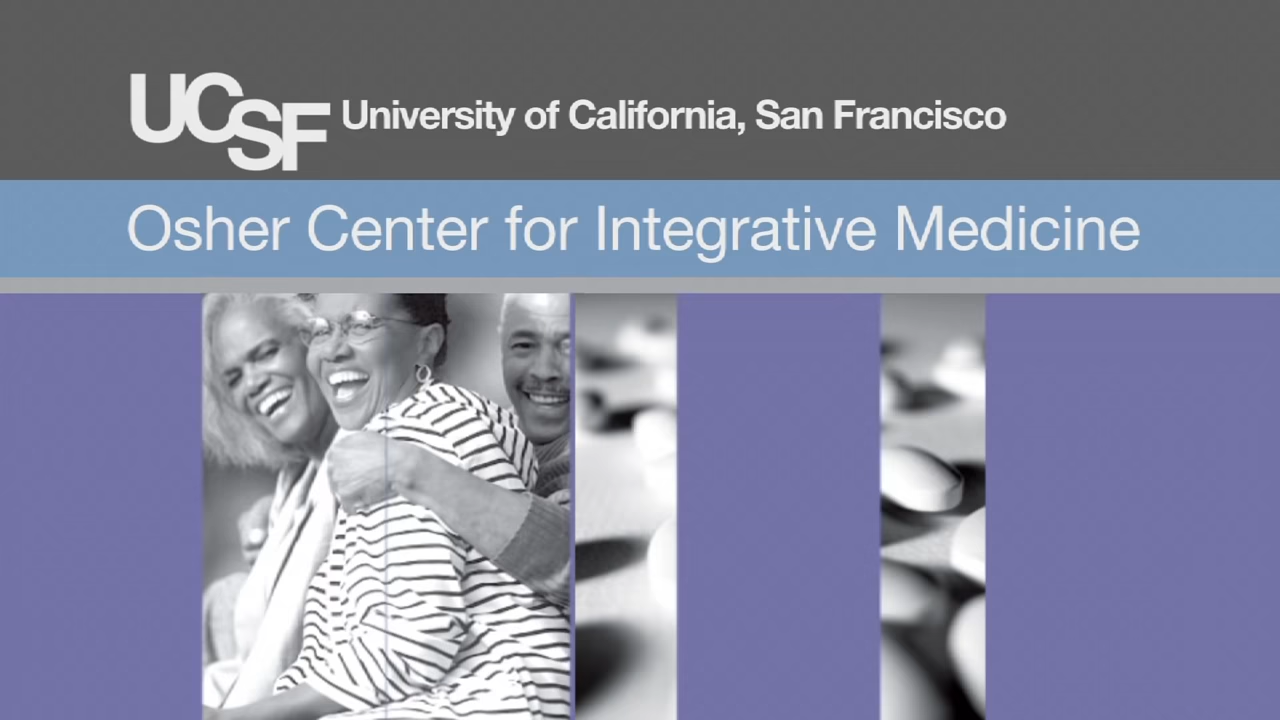 UCSF University of California, San Francisco
Osher Center for Integrative Medicine